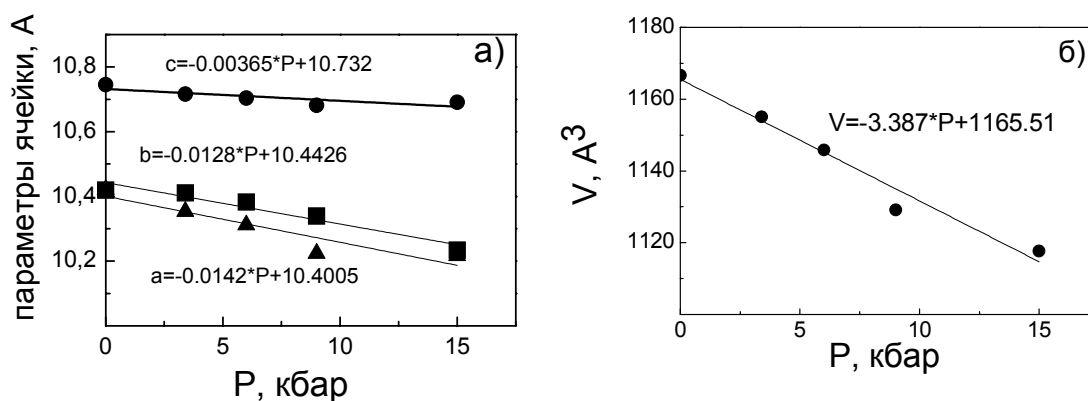 параметры ячейки, А
10,8
10,6
10,4
10,2
а)
c=-0.00365*P+10.732
b=-0.0128*P+10.4426
a=-0.0142*P+10.4005
0
5
10
15
P, кбар
V, A3
1180
1160
1140
1120
б)
V=-3.387*P+1165.51
0
5
10
15
P, кбар